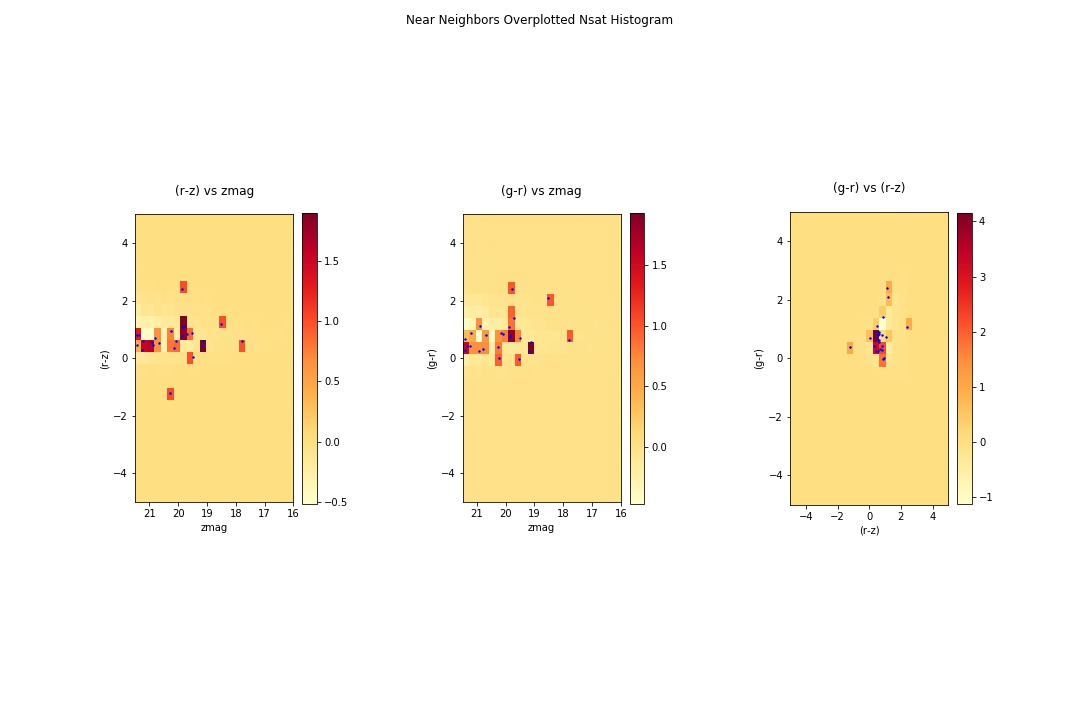 Near Neighbors Overplotted Nsat Histogram
(r-z) vs zmag
4
2
0
−2
−4
(r-z)
21 20 19 18 17 16
zmag
1.5
1.0
0.5
0.0
−0.5
(g-r) vs zmag
4
2
0
−2
−4
(g-r)
21 20 19 18 17 16
zmag
1.5
1.0
0.5
0.0
(g-r) vs (r-z)
4
2
0
−2
−4
(g-r)
−4 −2 0 2 4
(r-z)
4
3
2
1
0
−1